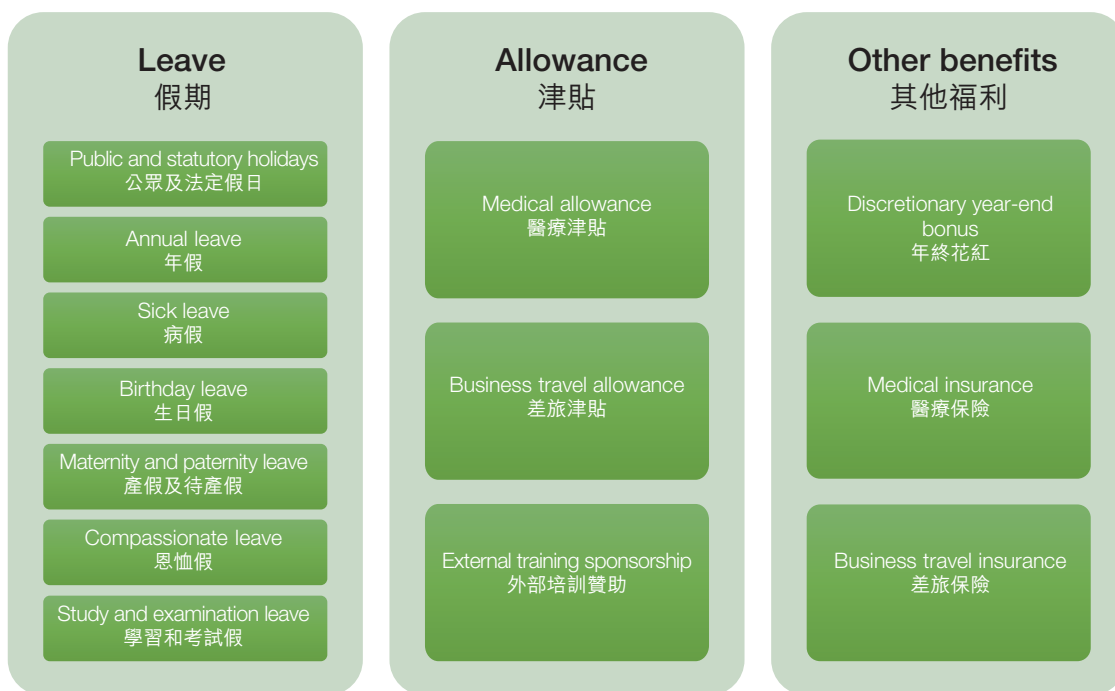 Leave
假期
Public and statutory holidays
公眾及法定假日
Annual leave
年假
Sick leave
病假
Birthday leave
生日假
Maternity and paternity leave
產假及待產假
Compassionate leave
恩恤假
Study and examination leave
學習和考試假
Allowance
津貼
Medical allowance
醫療津貼
Business travel allowance
差旅津貼
External training sponsorship
外部培訓贊助
Other benefits
其他福利
Discretionary year-end
bonus
年終花紅
Medical insurance
醫療保險
Business travel insurance
差旅保險